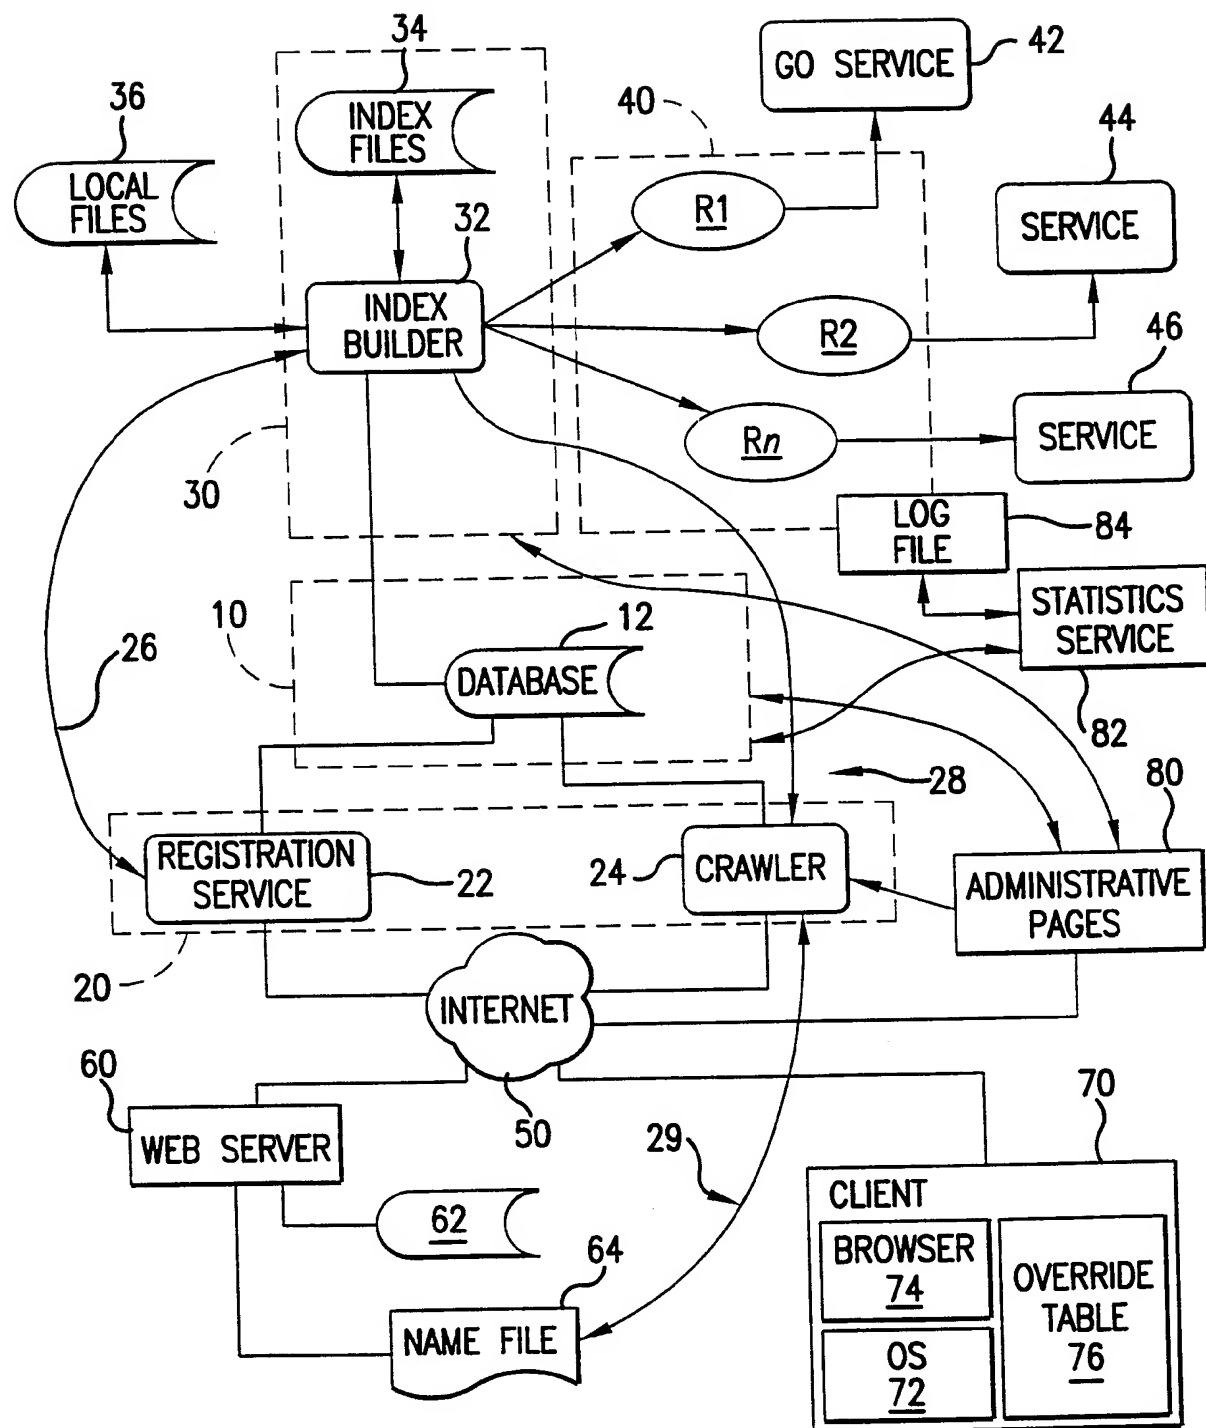 34
GO SERVICE
42
36
INDEX
FILES
40
44
LOCAL
FILES
R1
SERVICE
32
INDEX
BUILDER
R2
46
Rn
SERVICE
30
LOG
FILE
84
10
12
STATISTICS
SERVICE
26
DATABASE
82
28
80
REGISTRATION
SERVICE
22
24
CRAWLER
ADMINISTRATIVE
PAGES
20
INTERNET
60
50
70
WEB SERVER
29
CLIENT
62
BROWSER
74
OVERRIDE
TABLE
76
64
NAME FILE
OS
72